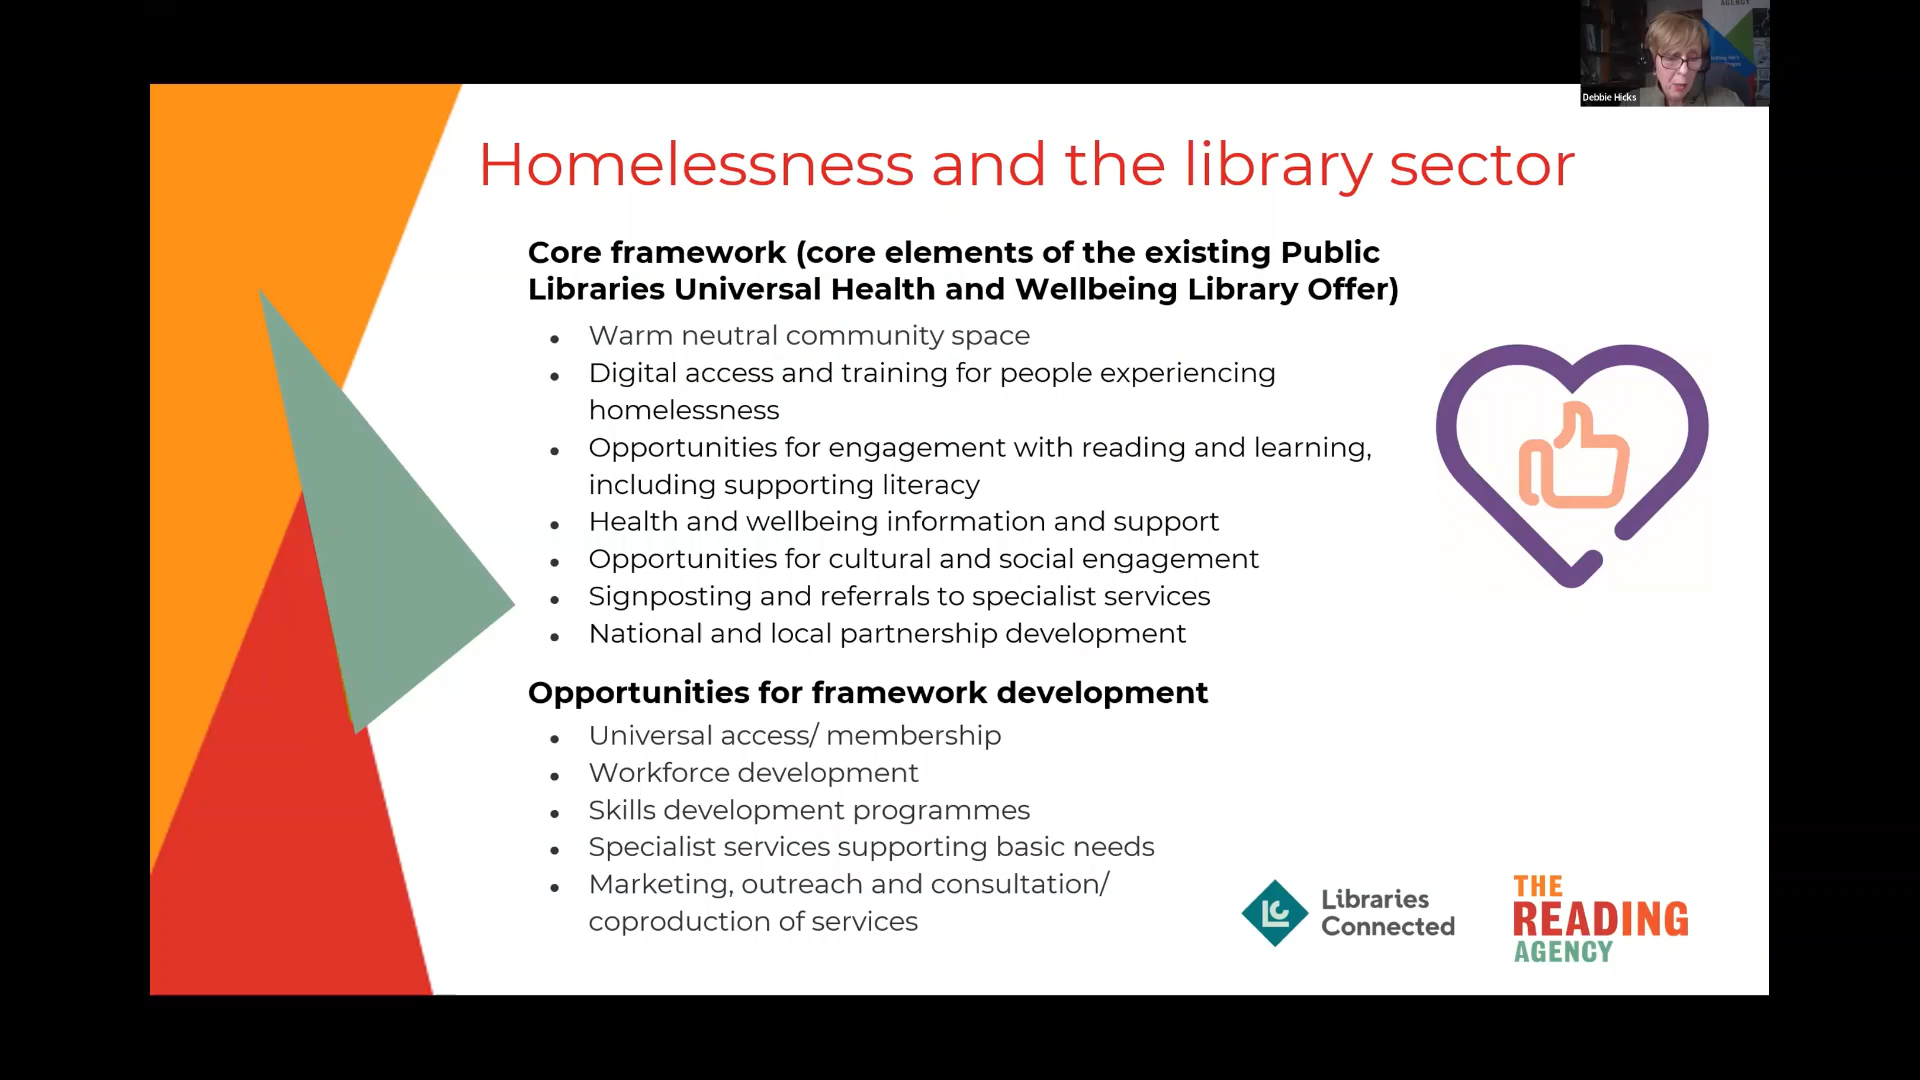 AGENCY
Debbie Hicks
Homelessness and the library sector
Core framework (core elements of the existing Public
Libraries Universal Health and Wellbeing Library Offer)
• Warm neutral community space
• Digital access and training for people experiencing
homelessness
• Opportunities for engagement with reading and learning,
including supporting literacy
• Health and wellbeing information and support
• Opportunities for cultural and social engagement
• Signposting and referrals to specialist services
• National and local partnership development
Opportunities for framework development
• Universal access/ membership
• Workforce development
• Skills development programmes
• Specialist services supporting basic needs
• Marketing, outreach and consultation/
coproduction of services
LC
Libraries
Connected
THE
READING
AGENCY